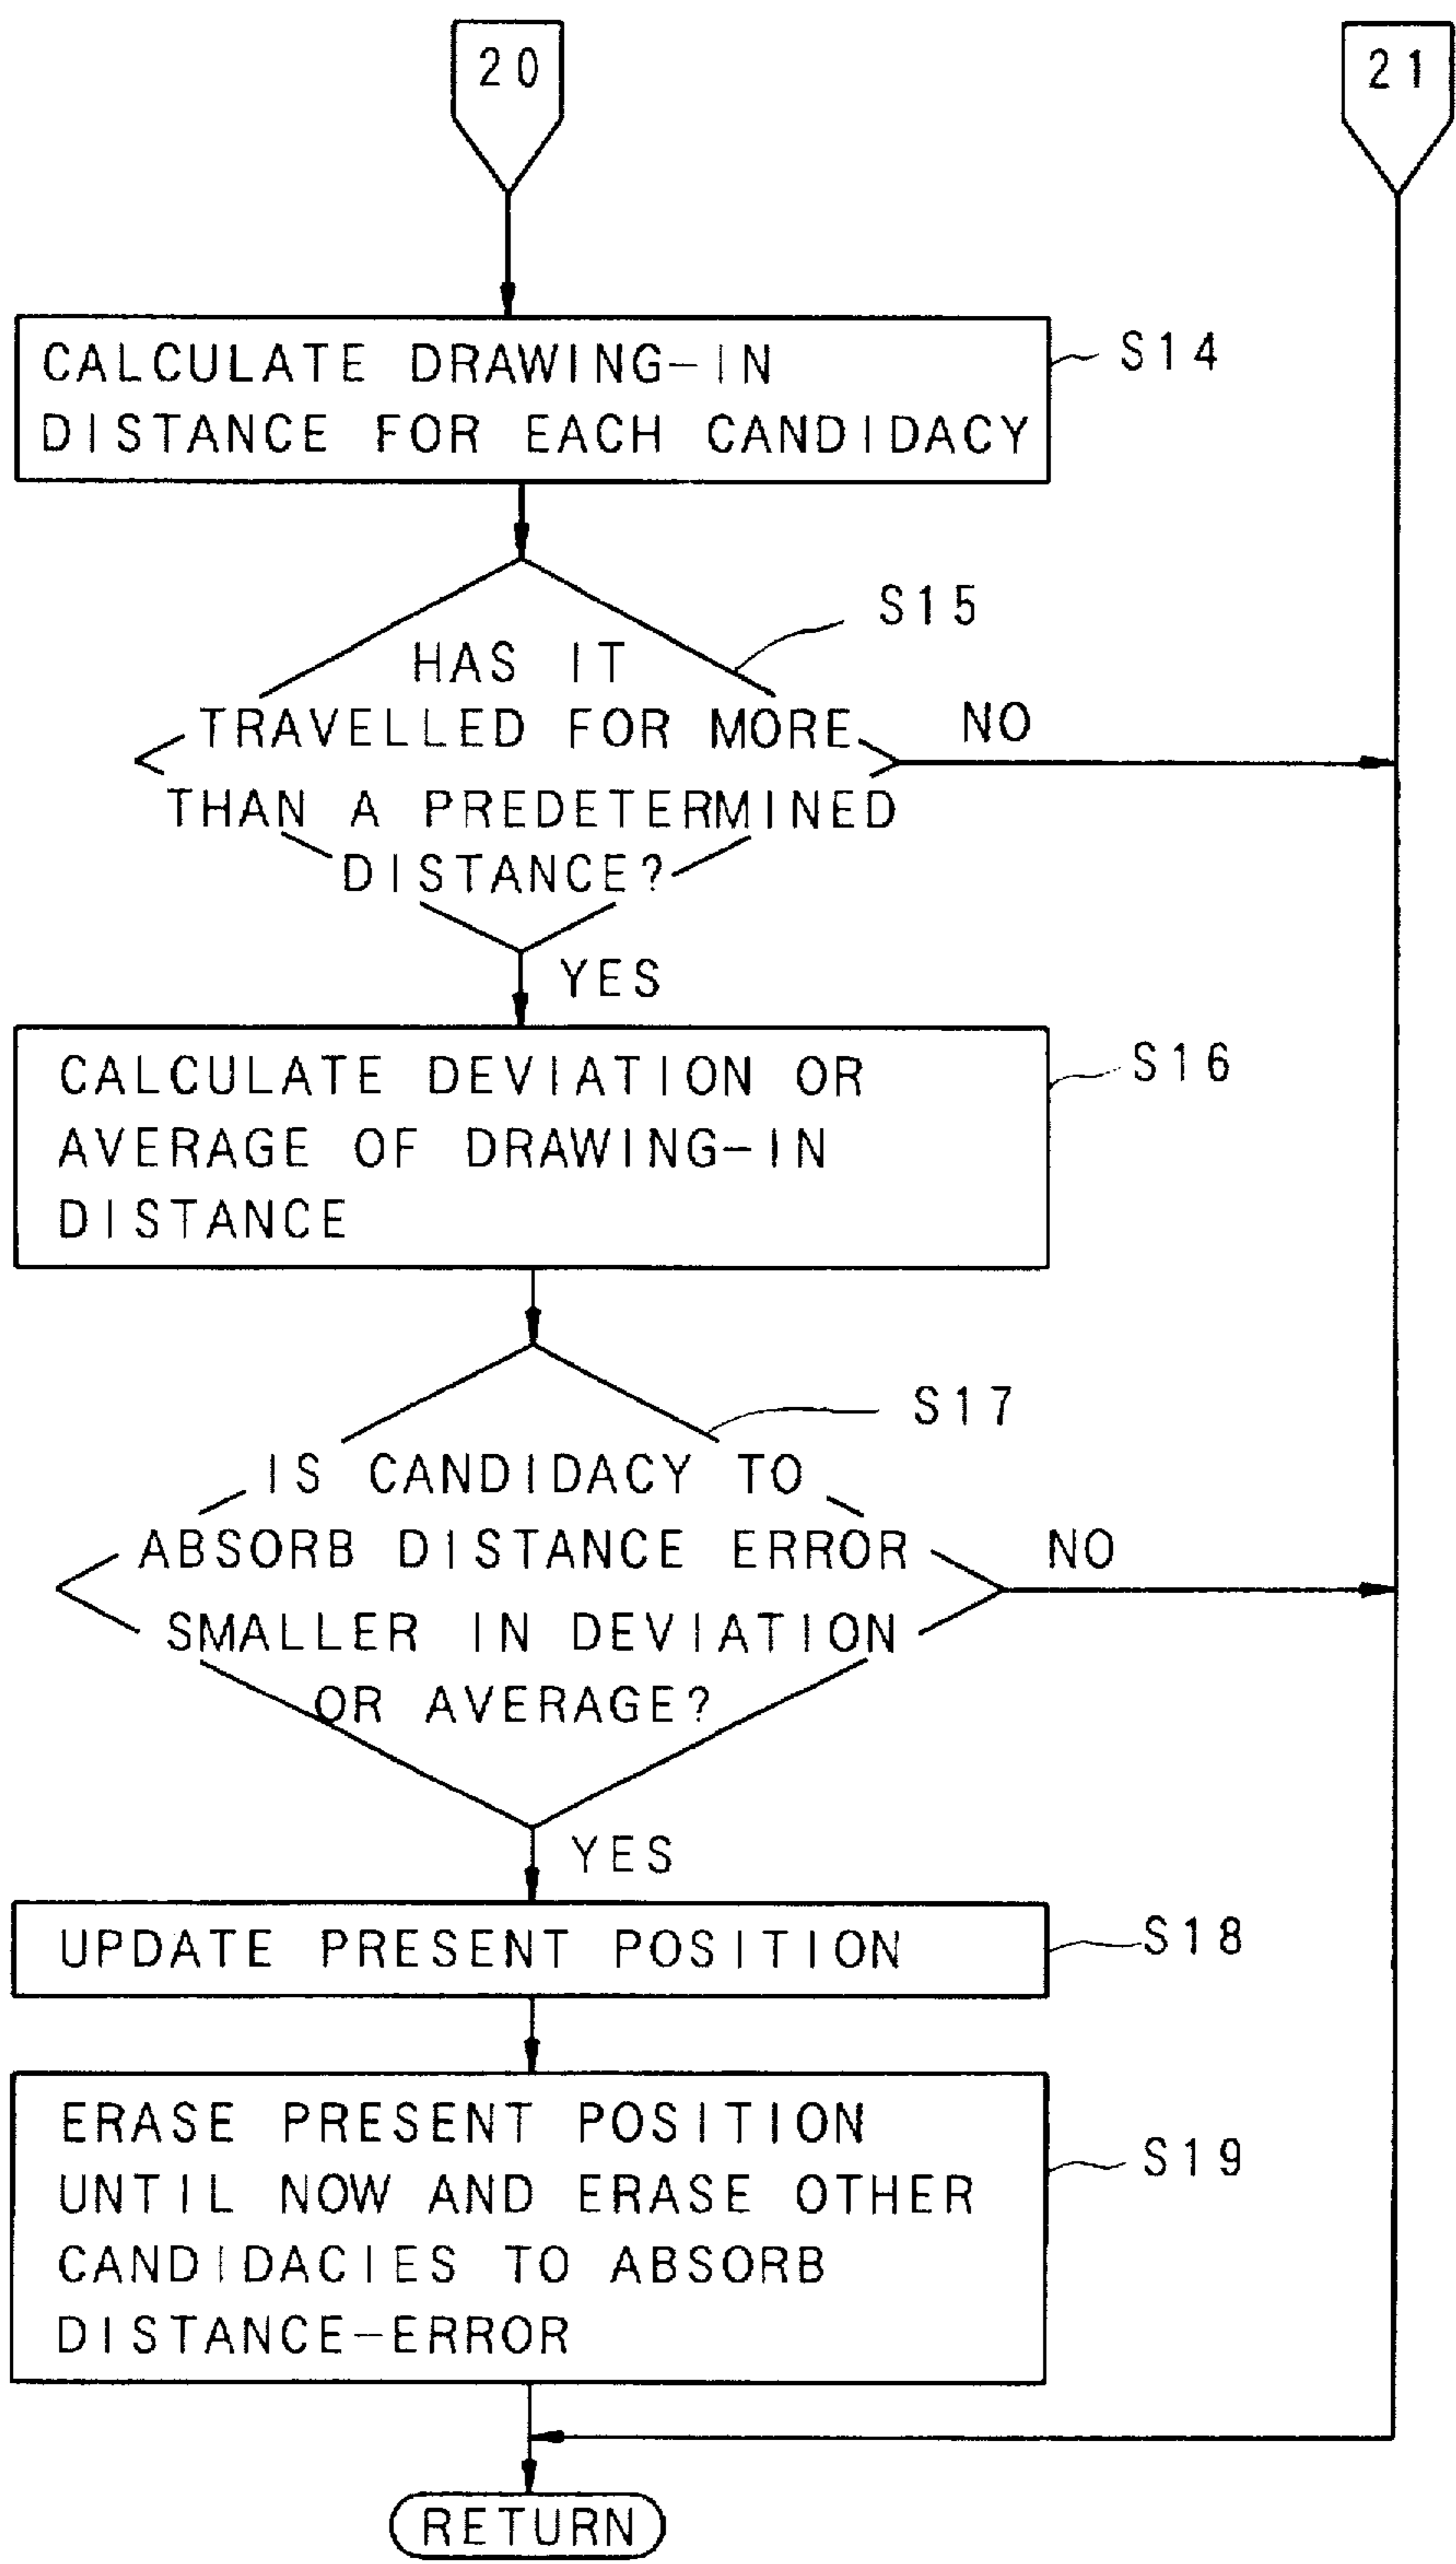 20
21
CALCULATE DRAWING-IN
DISTANCE FOR EACH CANDIDACY
S14
HAS IT
TRAVELLED FOR MORE
THAN A PREDETERMINED
DISTANCE?
S15
NO
YES
CALCULATE DEVIATION OR
AVERAGE OF DRAWING-IN
DISTANCE
S16
IS CANDIDACY TO
ABSORB DISTANCE ERROR
SMALLER IN DEVIATION
OR AVERAGE?
S17
NO
YES
UPDATE PRESENT POSITION
S18
ERASE PRESENT POSITION
UNTIL NOW AND ERASE OTHER
CANDIDACIES TO ABSORB
DISTANCE-ERROR
S19
RETURN